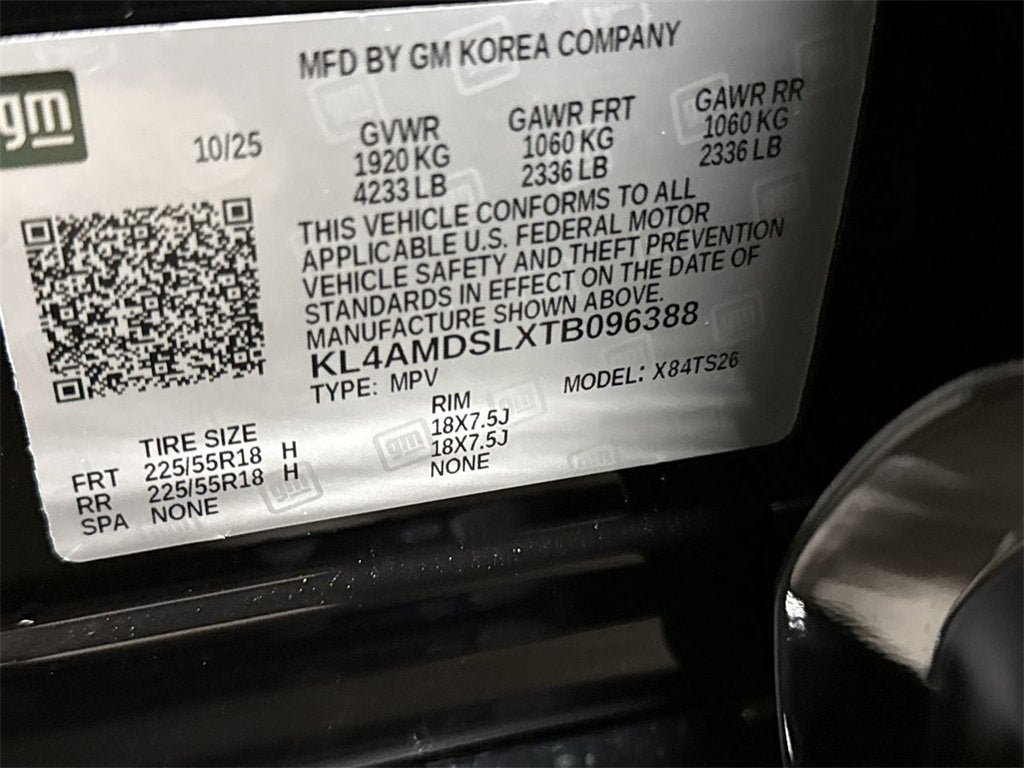 MFD BY GM KOREA COMPANY
gm
10/25
GVWR GAWR FRT GAWR RR
1920 KG 1060 KG 1060 KG
4233 LB 2336 LB 2336 LB
THIS VEHICLE CONFORMS TO ALL
APPLICABLE U.S. FEDERAL MOTOR
VEHICLE SAFETY AND THEFT PREVENTION
STANDARDS IN EFFECT ON THE DATE OF
MANUFACTURE SHOWN ABOVE.
KL4AMDSLXTB096388
TYPE: MPV MODEL: X84TS26
TIRE SIZE RIM
FRT 225/55R18 H 18X7.5J
RR 225/55R18 H 18X7.5J
SPA NONE NONE